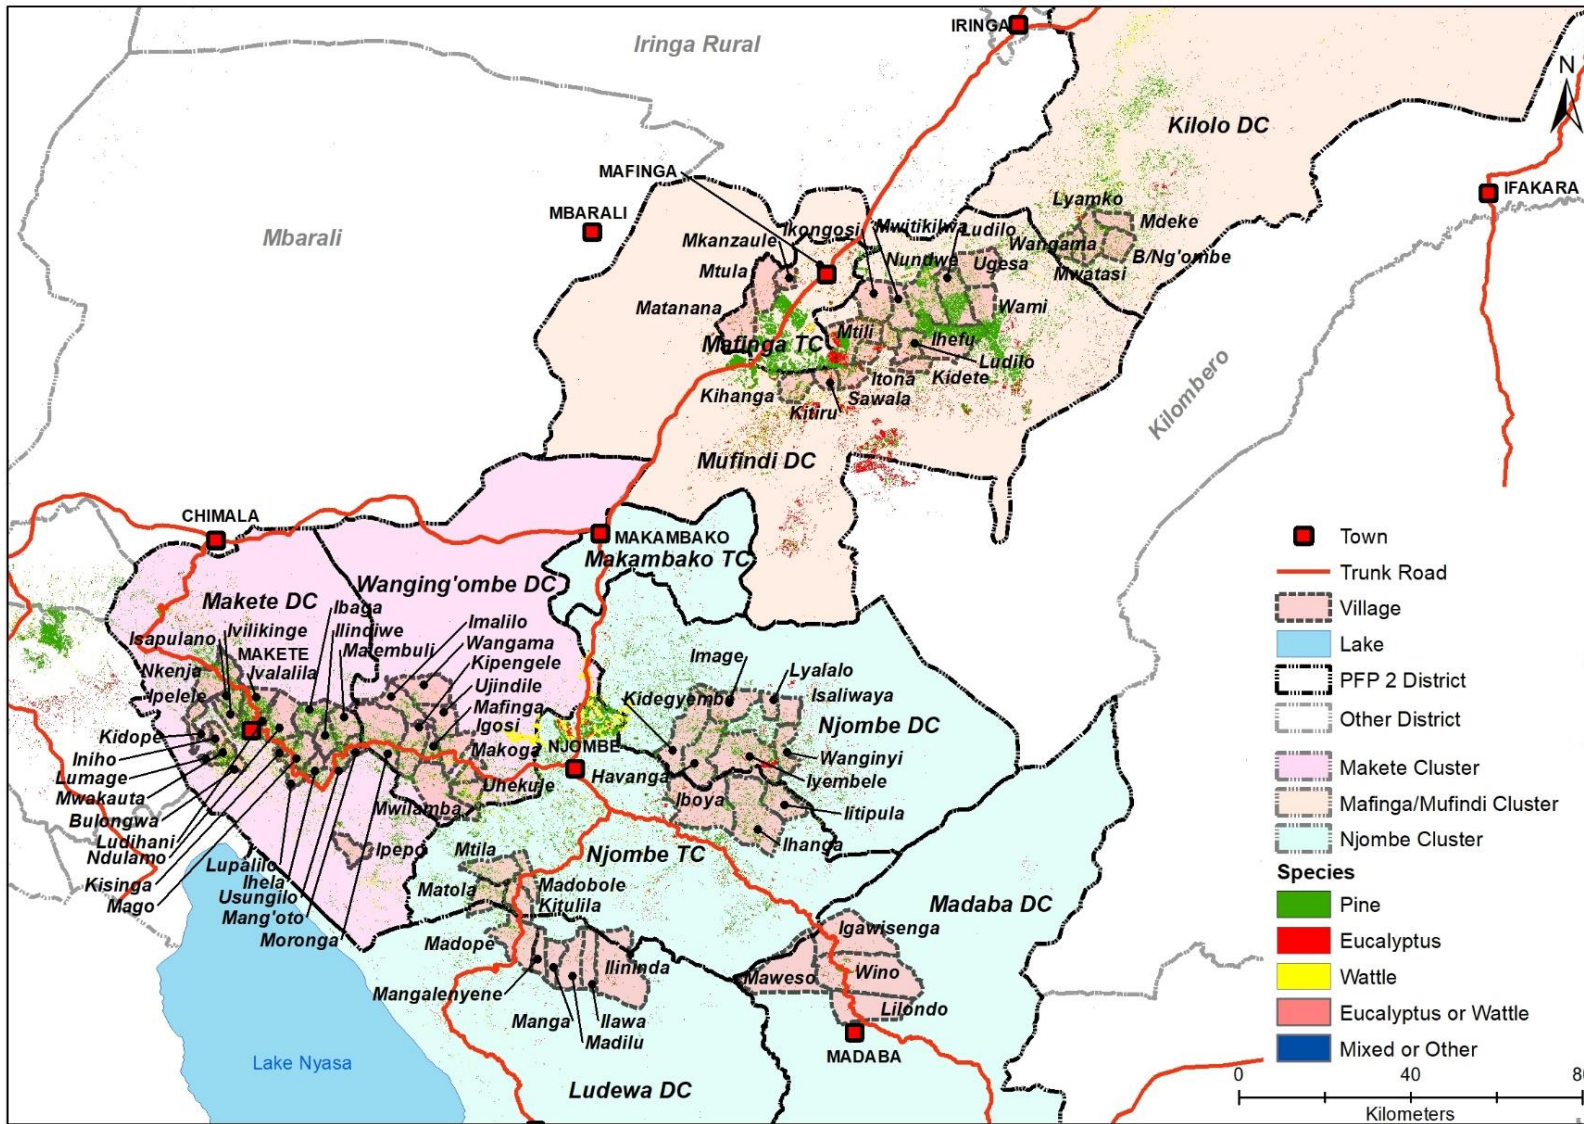 IRINGA
Iringa Rural
N
Kilolo DC
MAFINGA
IFAKARA
Lyamko
MBARALI
Mdeke
Ikongosi
Mwitikilwa
Ludilo
Mbarali
Mkanzaule
Wangama
B/Ng'ombe
Nundwe
Ugesa
Mwatasi
Mtula
Matanana
Wami
Mtili
Ihefu
Mafinga TC
Ludilo
Itona
Kidete
Kihanga
Sawala
Kitiru
Kilombero
Mufindi DC
CHIMALA
MAKAMBAKO
Makambako TC
Wanging'ombe DC
Makete DC
Ibaga
Ivilikinge
Ilindiwe
Imalilo
Isapulano
MAKETE
Matembuli
Wangama
Nkenja
Ivalalila
Kipengele
Image
Lyalalo
Ipelele
Ujindile
Kidegyembe
Isaliwaya
Mafinga
Njombe DC
Igosi
Kidope
Makoga
NJOMBE
Iniho
Wanginyi
Lumage
Uhekule
Havanga
Iyembele
Mwakauta
Mwilamba
Iboya
Iitipula
Bulongwa
Ludihani
Ipepo
Ihanga
Ndulamo
Lupalilo
Mtila
Njombe TC
Kisinga
Ihela
Matola
Madobole
Mago
Usungilo
Kitulila
Madaba DC
Mang'oto
Igawisenga
Moronga
Madope
Ilininda
Wino
Maweso
Mangalenyene
Lilondo
Manga
Ilawa
Madilu
MADABA
Lake Nyasa
Ludewa DC
Town
Trunk Road
Village
Lake
PFP 2 District
Other District
Makete Cluster
Mafinga/Mufindi Cluster
Njombe Cluster
Species
Pine
Eucalyptus
Wattle
Eucalyptus or Wattle
Mixed or Other
0 40
Kilometers